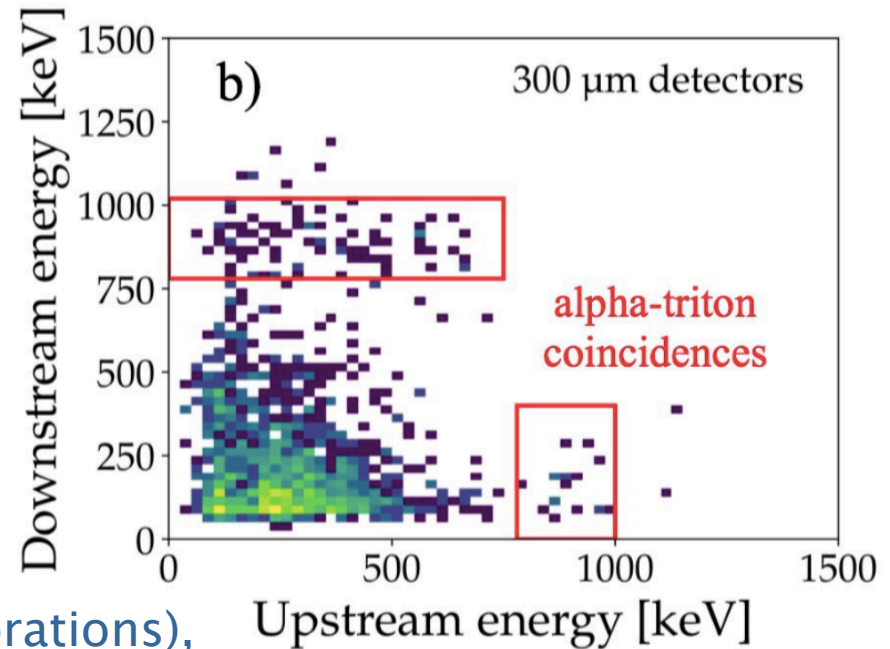 b)
300 μm detectors
alpha-triton
coincidences
Downstream energy [keV]
1500
1250
1000
750
500
250
0
0 500 1000 1500
Upstream energy [keV]
orations),